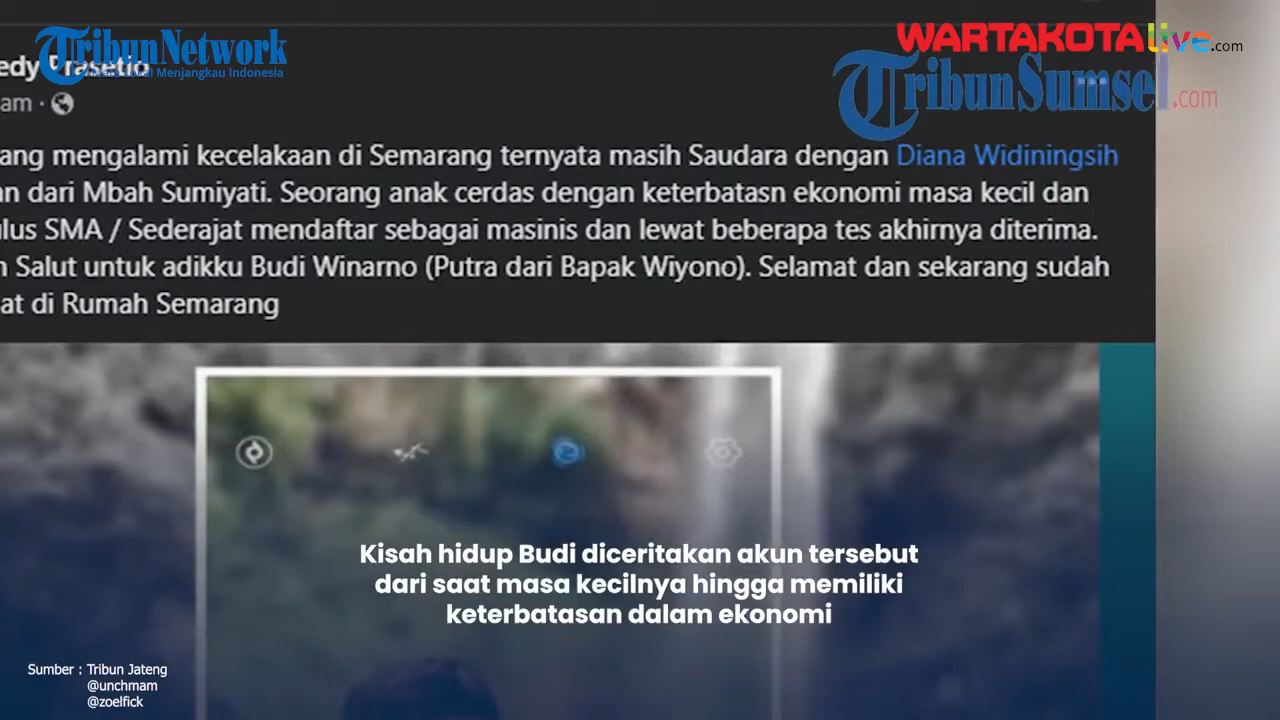 TribunNetwork
Mata Lokal Menjangkau Indonesia
WARTAKOTAlive.com
TribunSumsel.com
edy Prasetio
am ·
ang mengalami kecelakaan di Semarang ternyata masih Saudara dengan Diana Widiningsih
n dari Mbah Sumiyati. Seorang anak cerdas dengan keterbatasn ekonomi masa kecil dan
lus SMA / Sederajat mendaftar sebagai masinis dan lewat beberapa tes akhirnya diterima.
n Salut untuk adikku Budi Winarno (Putra dari Bapak Wiyono). Selamat dan sekarang sudah
at di Rumah Semarang
Kisah hidup Budi diceritakan akun tersebut
dari saat masa kecilnya hingga memiliki
keterbatasan dalam ekonomi
Sumber : Tribun Jateng
@unchmam
@zoelfick